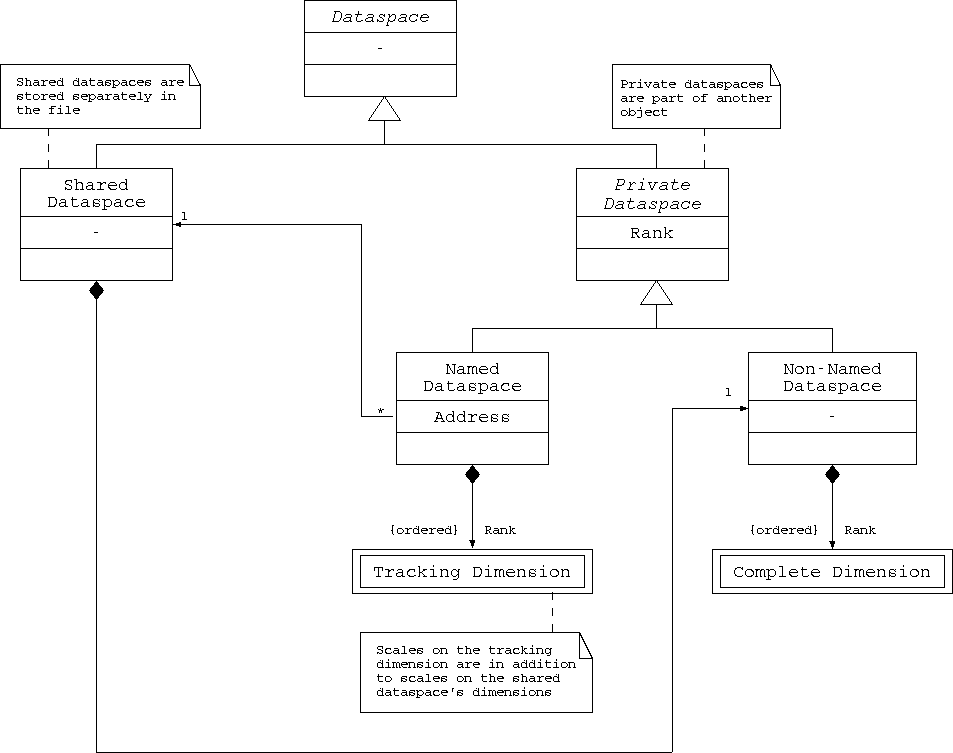 Dataspace
-
Shared dataspaces are
stored separately in
the file
Private dataspaces
are part of another
object
Shared
Dataspace
-
Private
Dataspace
Rank
1
Named
Dataspace
Address
*
Non-Named
Dataspace
-
1
{ordered} Rank
{ordered} Rank
Tracking Dimension
Complete Dimension
Scales on the tracking
dimension are in addition
to scales on the shared
dataspace's dimensions